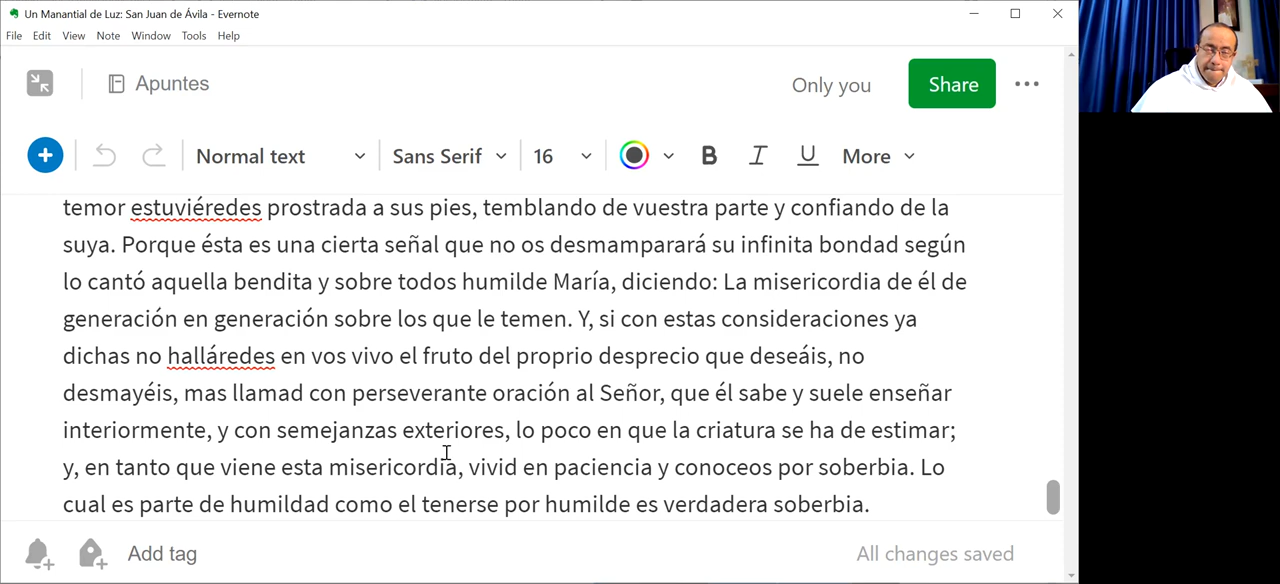 Un Manantial de Luz: San Juan de Ávila - Evernote
File Edit View Note Window Tools Help
Apuntes
Only you
Share
Normal text
Sans Serif
16
B
I
U
More
temor estuviéredes prostrada a sus pies, temblando de vuestra parte y confiando de la
suya. Porque ésta es una cierta señal que no os desmamparará su infinita bondad según
lo cantó aquella bendita y sobre todos humilde María, diciendo: La misericordia de él de
generación en generación sobre los que le temen. Y, si con estas consideraciones ya
dichas no halláredes en vos vivo el fruto del proprio desprecio que deseáis, no
desmayéis, mas llamad con perseverante oración al Señor, que él sabe y suele enseñar
interiormente, y con semejanzas exteriores, lo poco en que la criatura se ha de estimar;
y, en tanto que viene esta misericordia, vivid en paciencia y conoceos por soberbia. Lo
cual es parte de humildad como el tenerse por humilde es verdadera soberbia.
Add tag
All changes saved